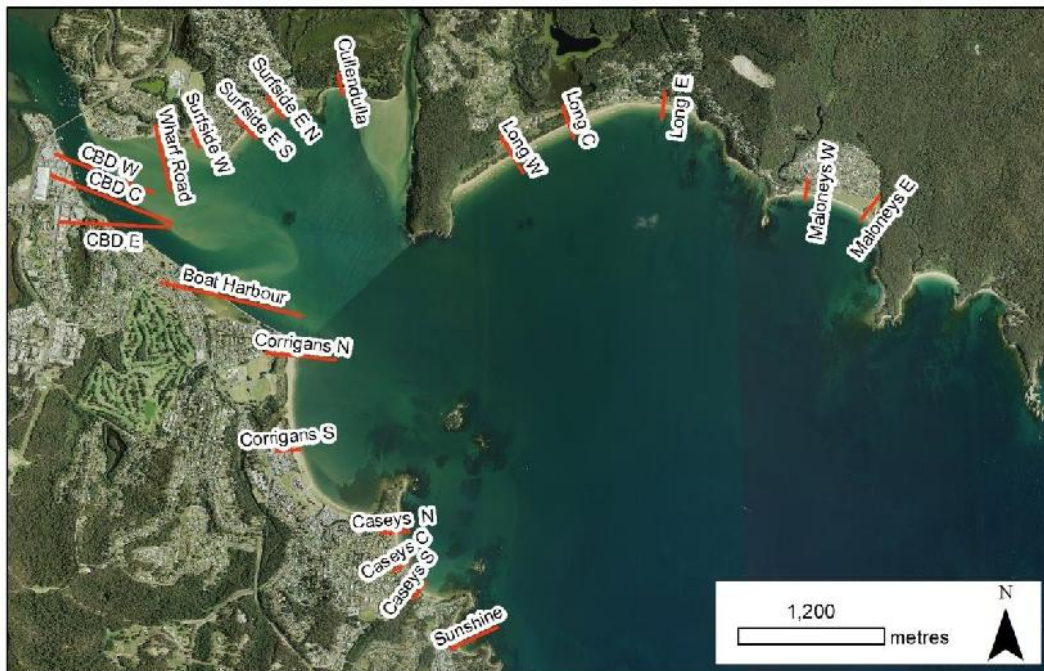 Cullendulla
Surfside E N
Surfside E S
Surfside W
Wharf Road
CBD W
CBD C
CBD E
Boat Harbour
Corrigans N
Corrigans S
Caseys N
Caseys C
Caseys S
Sunshine
Long W
Long C
Long E
Maloneys W
Maloneys E
1,200
metres
N